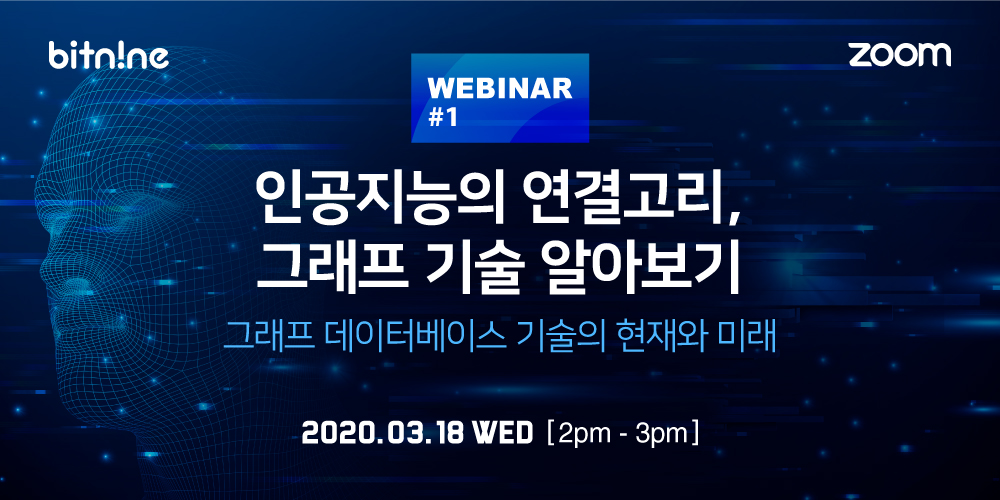 bitn!ne
zoom
WEBINAR
#1
인공지능의 연결고리,
그래프 기술 알아보기
그래프 데이터베이스 기술의 현재와 미래
2020.03.18 WED [2pm - 3pm]